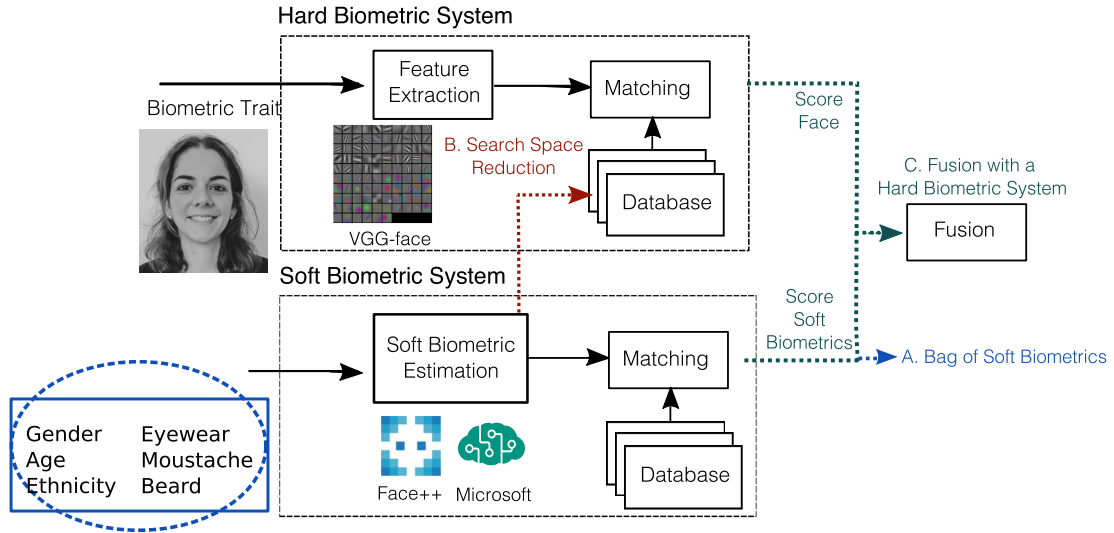 Hard Biometric System
Feature
Extraction
Matching
Biometric Trait
B. Search Space
Reduction
Database
VGG-face
Score
Face
C. Fusion with a
Hard Biometric System
Fusion
Soft Biometric System
Soft Biometric
Estimation
Matching
Score
Soft
Biometrics
A. Bag of Soft Biometrics
Gender Eyewear
Age Moustache
Ethnicity Beard
Database
Face++ Microsoft